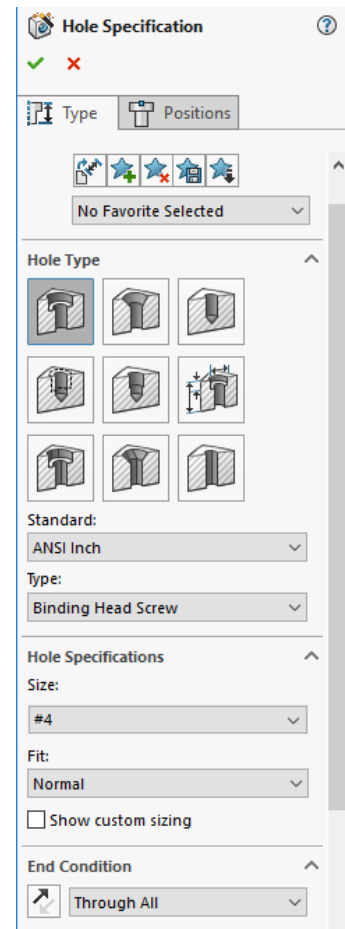 Hole Specification
Type
Positions
No Favorite Selected
Hole Type
Standard:
ANSI Inch
Type:
Binding Head Screw
Hole Specifications
Size:
#4
Fit:
Normal
Show custom sizing
End Condition
Through All